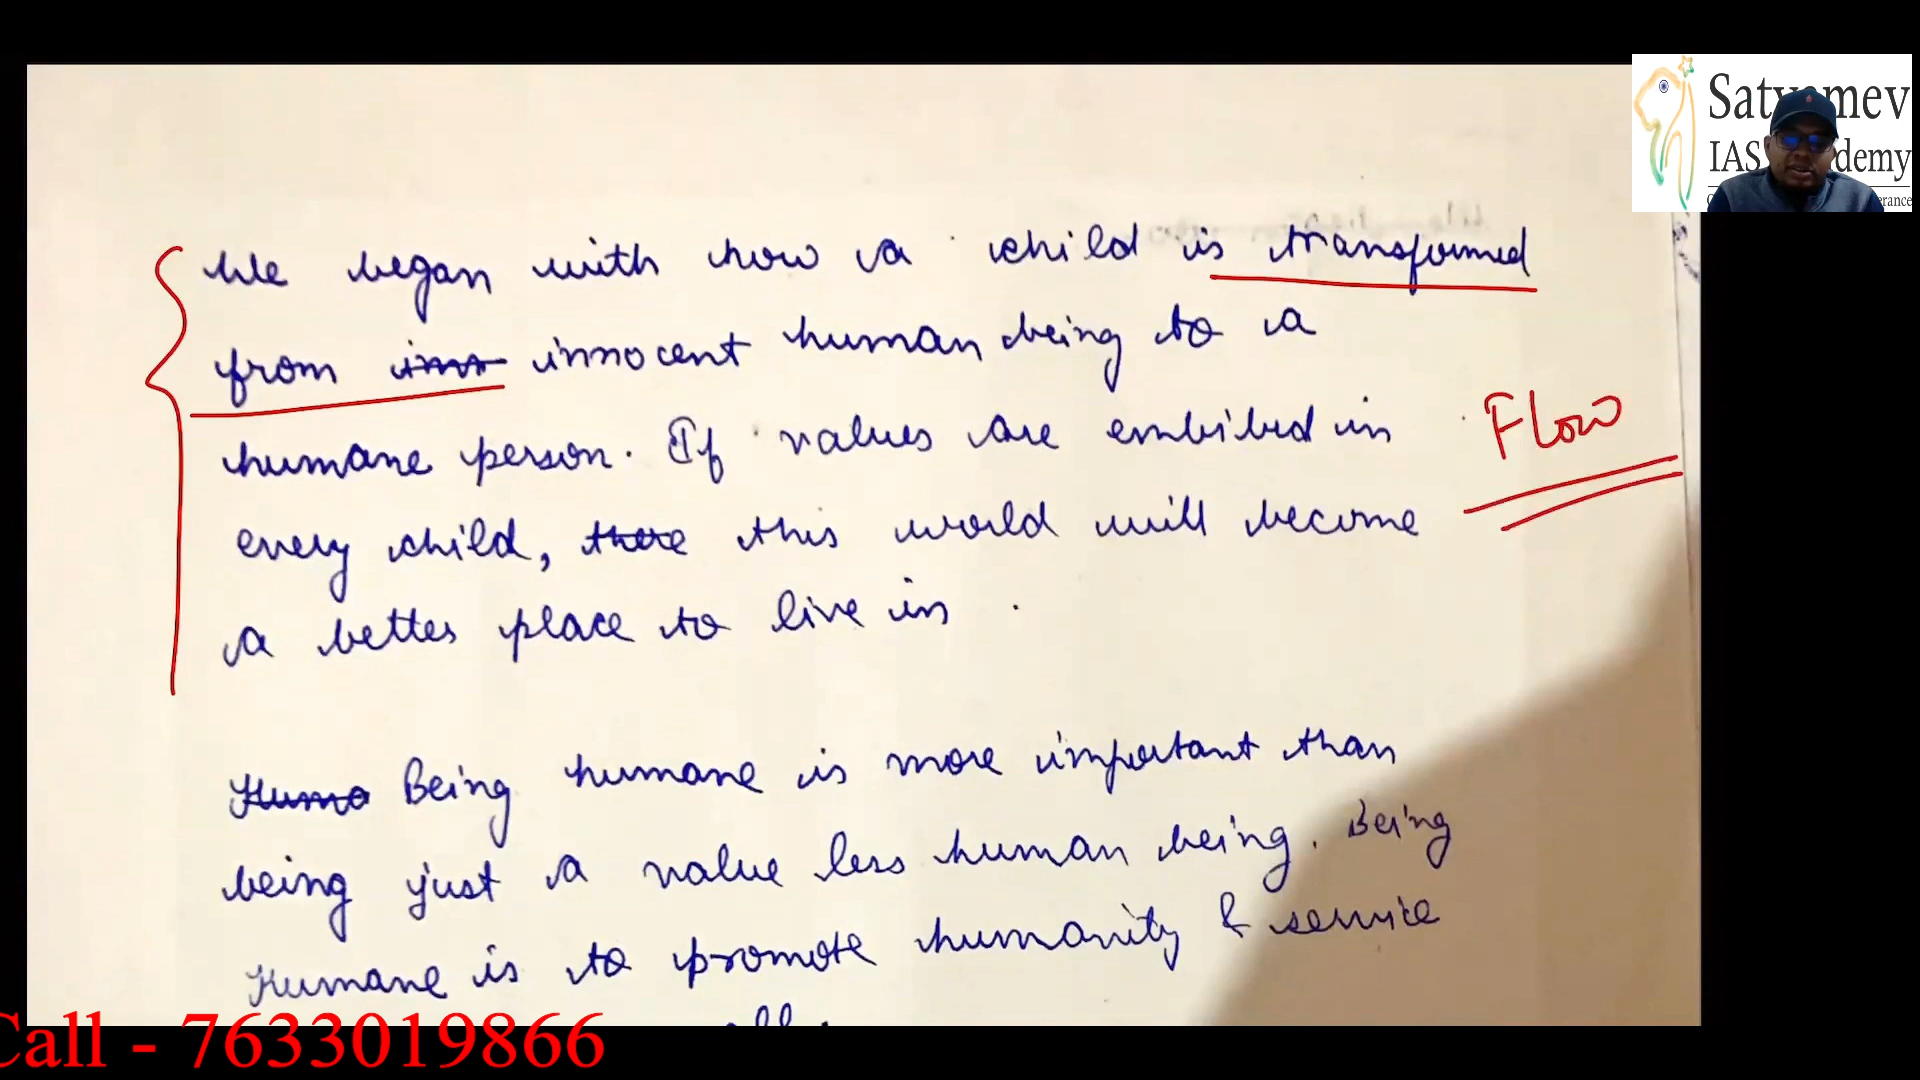 Satyamev
IAS Academy
We began with how a child is transformed
from innocent human being to a
humane person. If values are embibed in
Flow
every child, there this world will become
a better place to live in.
Humo Being humane is more important than
being just a value less human being. Being
Humane is to promote humanity & service
Call - 7633019866